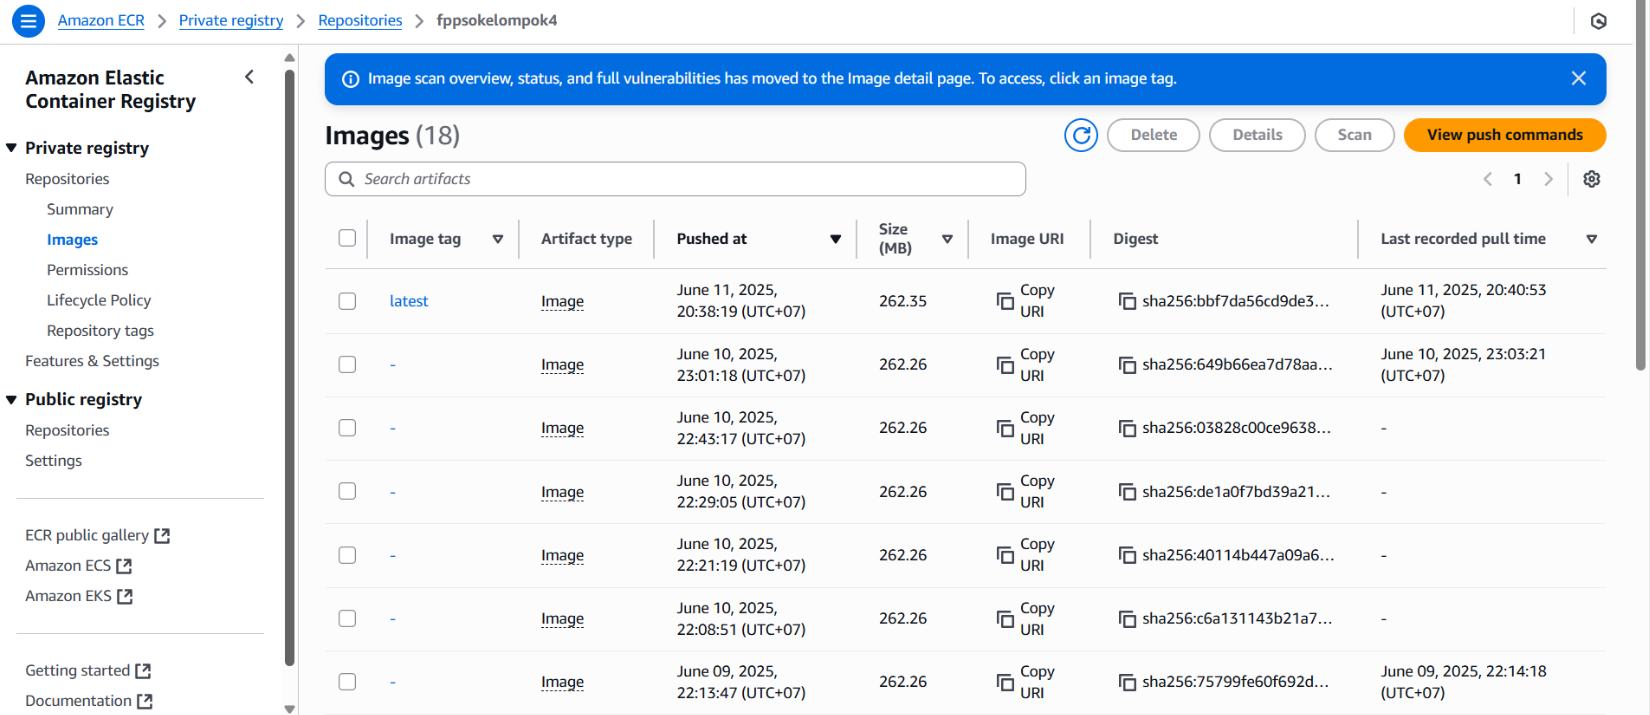 Amazon ECR > Private registry > Repositories > fppsokelompok4
Amazon Elastic
Container Registry
Private registry
Repositories
Summary
Images
Permissions
Lifecycle Policy
Repository tags
Features & Settings
Public registry
Repositories
Settings
ECR public gallery
Amazon ECS
Amazon EKS
Getting started
Documentation
Image scan overview, status, and full vulnerabilities has moved to the Image detail page. To access, click an image tag.
Images (18)
Delete
Details
Scan
View push commands
Search artifacts
1
Image tag
Artifact type
Pushed at
Size
(MB)
Image URI
Digest
Last recorded pull time
latest
Image
June 11, 2025,
20:38:19 (UTC+07)
262.35
Copy
URI
sha256:bbf7da56cd9de3...
June 11, 2025, 20:40:53
(UTC+07)
-
Image
June 10, 2025,
23:01:18 (UTC+07)
262.26
Copy
URI
sha256:649b66ea7d78aa...
June 10, 2025, 23:03:21
(UTC+07)
-
Image
June 10, 2025,
22:43:17 (UTC+07)
262.26
Copy
URI
sha256:03828c00ce9638...
-
-
Image
June 10, 2025,
22:29:05 (UTC+07)
262.26
Copy
URI
sha256:de1a0f7bd39a21...
-
-
Image
June 10, 2025,
22:21:19 (UTC+07)
262.26
Copy
URI
sha256:40114b447a09a6...
-
-
Image
June 10, 2025,
22:08:51 (UTC+07)
262.26
Copy
URI
sha256:c6a131143b21a7...
-
-
Image
June 09, 2025,
22:13:47 (UTC+07)
262.26
Copy
URI
sha256:75799fe60f692d...
June 09, 2025, 22:14:18
(UTC+07)